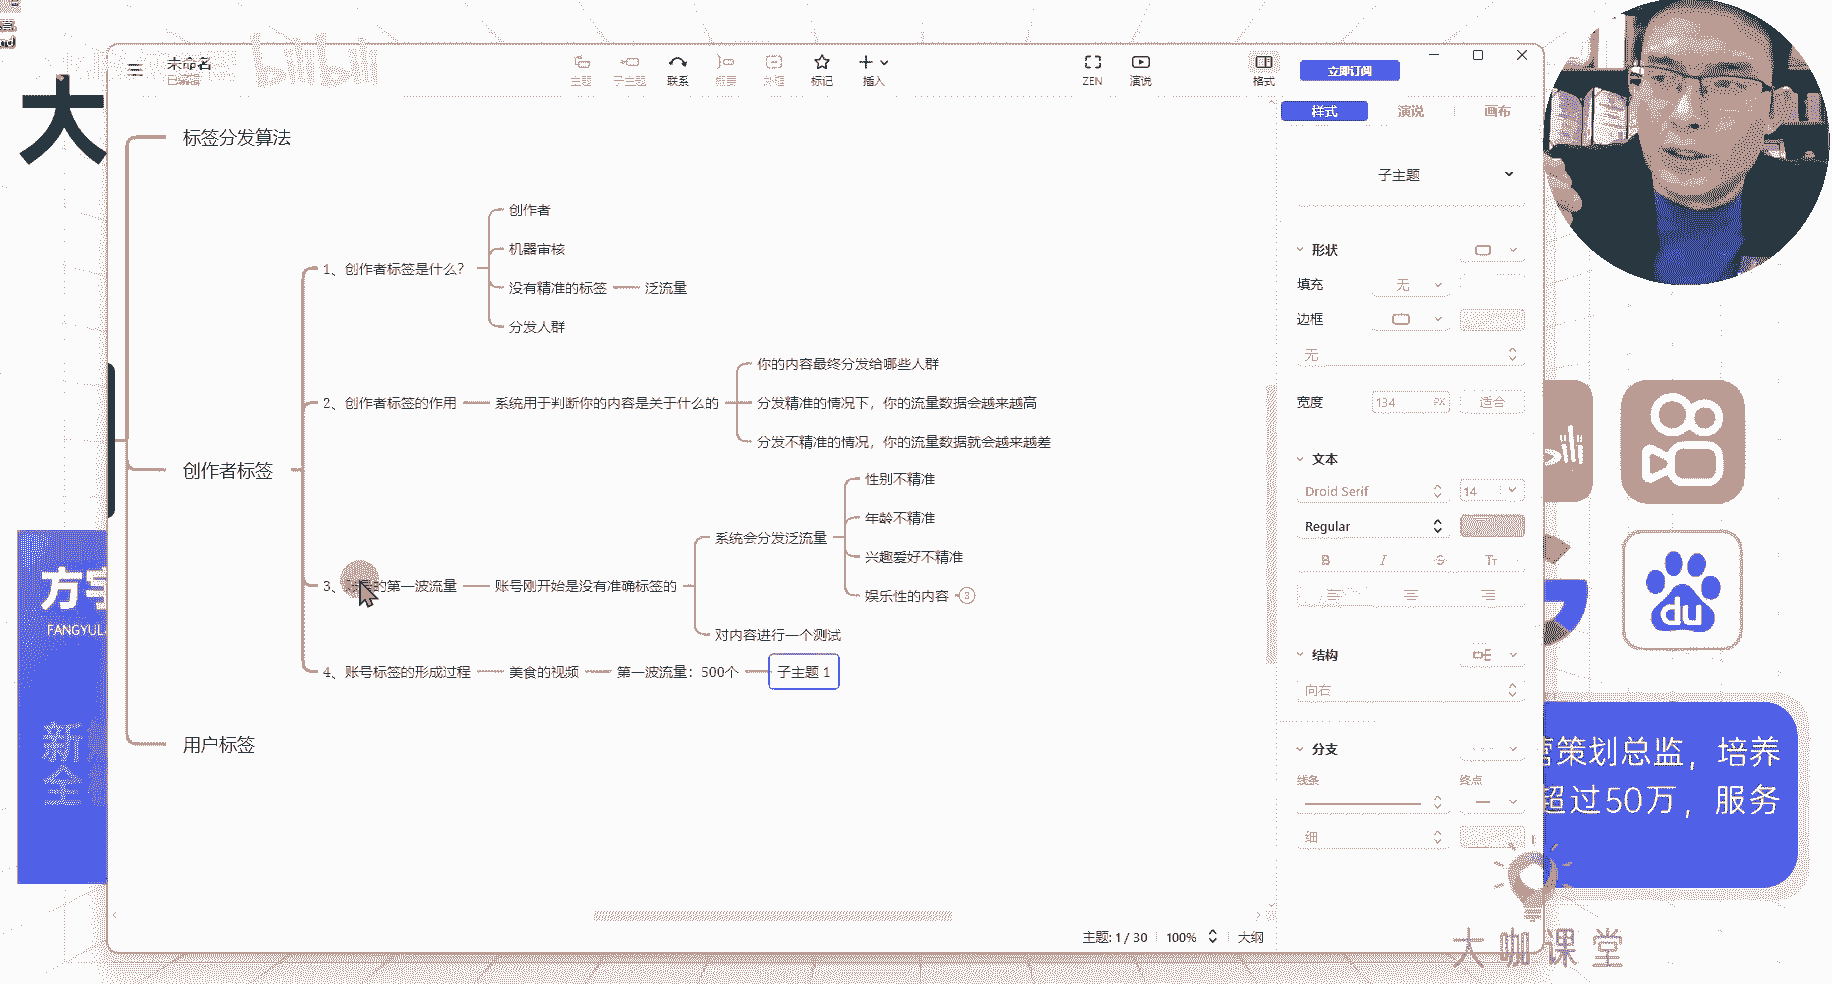 未命名
已编辑
bilibili
主题
子主题
联系
概要
外框
标记
插入
ZEN
演说
格式
立即订阅
大
样式
演说
画布
标签分发算法
创作者标签
用户标签
1、创作者标签是什么?
创作者
机器审核
没有精准的标签
泛流量
分发人群
2、创作者标签的作用
系统用于判断你的内容是关于什么的
你的内容最终分发给哪些人群
分发精准的情况下，你的流量数据会越来越高
分发不精准的情况，你的流量数据就会越来越差
3、
的第一波流量
账号刚开始是没有准确标签的
系统会分发泛流量
性别不精准
年龄不精准
兴趣爱好不精准
娱乐性的内容
3
对内容进行一个测试
4、账号标签的形成过程
美食的视频
第一波流量：500个
子主题 1
子主题
形状
填充
无
边框
无
宽度
134
PX
适合
文本
Droid Serif
14
Regular
B
I
S
Tт
结构
向右
分支
线条
终点
细
主题: 1 / 30
100%
大纲
方
FANGYUL
新
全
du
策划总监，培养
超过50万，服务
大咖课堂